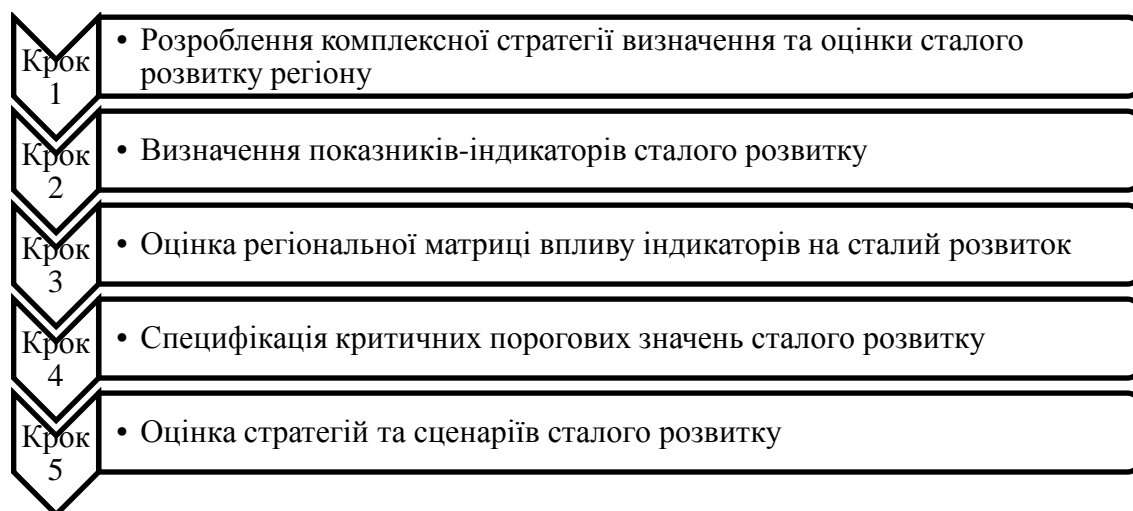 Крок
1
• Розроблення комплексної стратегії визначення та оцінки сталого
розвитку регіону
Крок
2
• Визначення показників-індикаторів сталого розвитку
Крок
3
• Оцінка регіональної матриці впливу індикаторів на сталий розвиток
Крок
4
• Специфікація критичних порогових значень сталого розвитку
Крок
5
• Оцінка стратегій та сценаріїв сталого розвитку